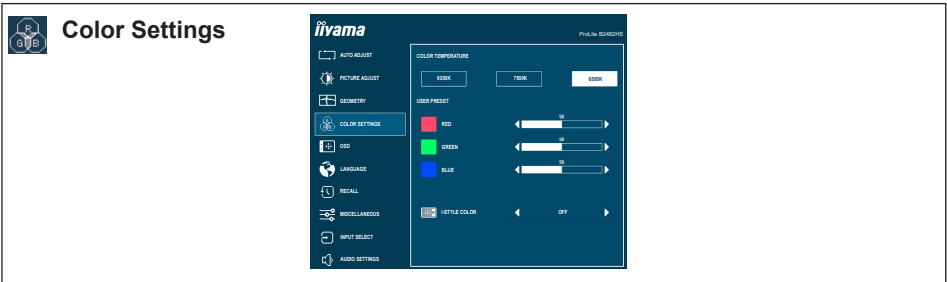 Color Settings
R
G B
iiyama
ProLite B2482HS
AUTO ADJUST
PICTURE ADJUST
GEOMETRY
COLOR SETTINGS
OSD
LANGUAGE
RECALL
MISCELLANEOUS
INPUT SELECT
AUDIO SETTINGS
COLOR TEMPERATURE
9300K 7500K 6500K
USER PRESET
RED 50
GREEN 50
BLUE 50
i-STYLE COLOR OFF